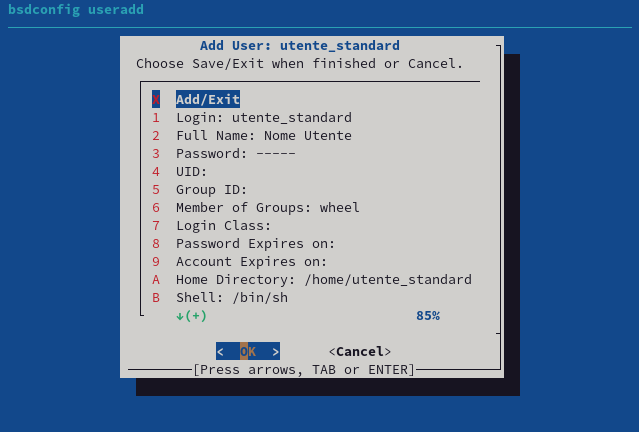 bsdconfig useradd
Add User: utente_standard
Choose Save/Exit when finished or Cancel.
X Add/Exit
1 Login: utente_standard
2 Full Name: Nome Utente
3 Password: -----
4 UID:
5 Group ID:
6 Member of Groups: wheel
7 Login Class:
8 Password Expires on:
9 Account Expires on:
A Home Directory: /home/utente_standard
B Shell: /bin/sh
↓(+) 85%
< OK > <Cancel>
[Press arrows, TAB or ENTER]